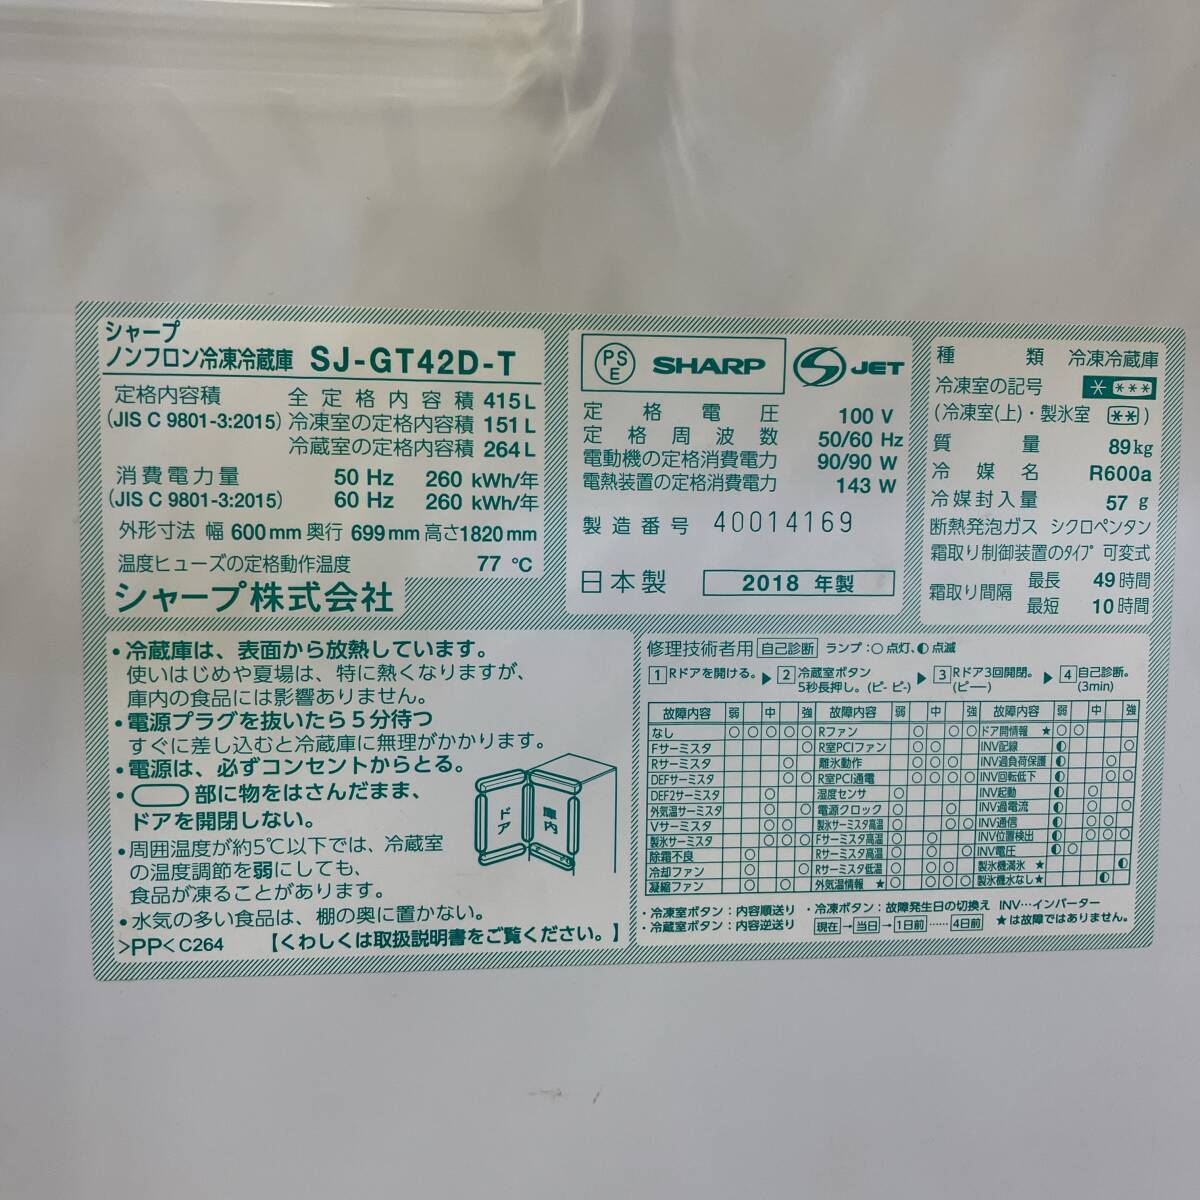 シャープ
ノンフロン冷凍冷蔵庫 SJ-GT42D-T
定格内容積 全定格内容積 415L
(JIS C 9801-3:2015) 冷凍室の定格内容積 151L
冷蔵室の定格内容積 264L
消費電力量 50 Hz 260 kWh/年
(JIS C 9801-3:2015) 60 Hz 260 kWh/年
外形寸法 幅 600mm 奥行 699mm 高さ1820mm
温度ヒューズの定格動作温度 77 ℃
シャープ株式会社
PSE SHARP S JET
定格電圧 100 V
定格周波数 50/60 Hz
電動機の定格消費電力 90/90 W
電熱装置の定格消費電力 143 W
製造番号 40014169
日本製 2018 年製
種類 冷凍冷蔵庫
冷凍室の記号 * ***
(冷凍室(上)・製氷室 **)
質量 89kg
冷媒名 R600a
冷媒封入量 57 g
断熱発泡ガス シクロペンタン
霜取り制御装置のタイプ 可変式
霜取り間隔 最長 49時間
最短 10時間
・冷蔵庫は、表面から放熱しています。
使いはじめや夏場は、特に熱くなりますが、
庫内の食品には影響ありません。
・電源プラグを抜いたら5分待つ
すぐに差し込むと冷蔵庫に無理がかかります。
・電源は、必ずコンセントからとる。
・ 部に物をはさんだまま、
ドアを開閉しない。
・周囲温度が約5℃以下では、冷蔵室
の温度調節を弱にしても、
食品が凍ることがあります。
・水気の多い食品は、棚の奥に置かない。
>PP< C264 【くわしくは取扱説明書をご覧ください。】
ドア
庫内
修理技術者用 自己診断 ランプ:○点灯、◐点滅
1 Rドアを開ける。▶ 2 冷蔵室ボタン 5秒長押し。(ピ- ピ-) ▶ 3 Rドア3回開閉。(ピー) ▶ 4 自己診断。(3min)
故障内容 弱 中 強 故障内容 弱 中 強 故障内容 弱 中 強
なし ○ ○ ○ ○ ○ Rファン ドア開情報 ★
Fサーミスタ R室PCIファン INV配線
Rサーミスタ 離氷動作 INV過負荷保護
DEFサーミスタ R室PCI通電 INV回転低下
DEF2サーミスタ 湿度センサ INV起動
外気温サーミスタ 電源クロック INV過電流
Vサーミスタ 製氷サーミスタ高温 INV通信
製氷サーミスタ Fサーミスタ高温 INV位置検出
除霜不良 Rサーミスタ高温 INV電圧
冷却ファン Rサーミスタ低温 製氷機満氷 ★
凝縮ファン 外気温情報 ★ 製氷機水なし★
・冷凍室ボタン:内容順送り ・冷凍ボタン:故障発生日の切換え INV…インバーター
・冷蔵室ボタン:内容逆送り 現在→当日→1日前……4日前 ★は故障ではありません。